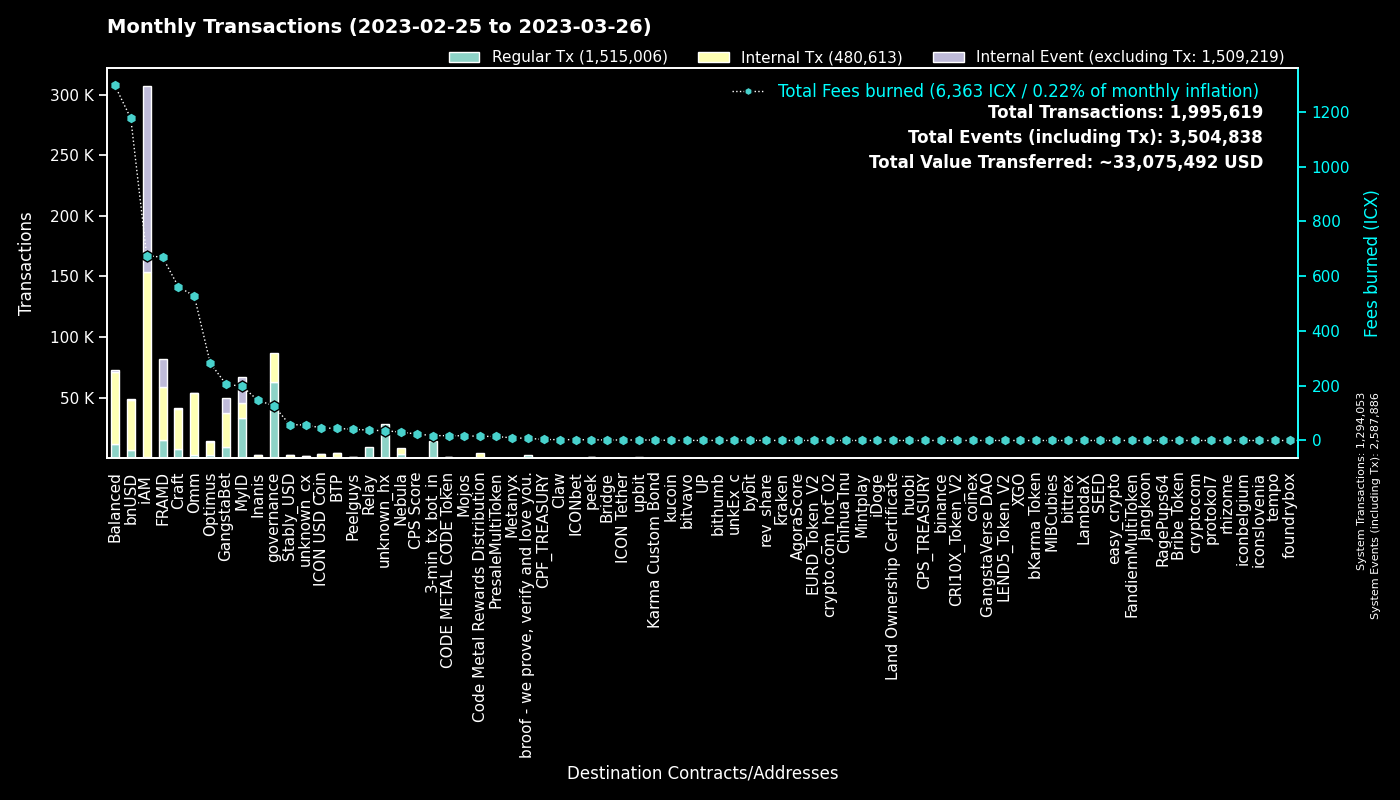 Monthly Transactions (2023-02-25 to 2023-03-26)
Regular Tx (1,515,006)
Internal Tx (480,613)
Internal Event (excluding Tx: 1,509,219)
Total Fees burned (6,363 ICX / 0.22% of monthly inflation)
Total Transactions: 1,995,619
Total Events (including Tx): 3,504,838
Total Value Transferred: ~33,075,492 USD
Transactions
300 K
250 K
200 K
150 K
100 K
50 K
1200
1000
800
600
400
200
0
Fees burned (ICX)
System Transactions: 1,294,053
System Events (including Tx): 2,587,886
Balanced
bnUSD
iAM
FRAMD
Craft
Omm
Optimus
GangstaBet
MyID
Inanis
governance
Stably_USD
unknown_cx
ICON USD Coin
BTP
Peelguys
Relay
unknown_hx
Nebula
CPS Score
3-min_tx_bot_in
CODE METAL CODE Token
Mojos
Code Metal Rewards Distribution
PresaleMultiToken
Metanyx
broof - we prove, verify and love you.
CPF_TREASURY
Claw
ICONbet
peek
Bridge
ICON Tether
upbit
Karma Custom Bond
kucoin
bitvavo
UP
bithumb
unkEx_c
bybit
rev_share
kraken
AgoraScore
EURD_Token_V2
crypto.com_hot_02
Chihua Inu
Mintplay
iDoge
Land Ownership Certificate
huobi
CPS_TREASURY
binance
CRI10X_Token_V2
coinex
GangstaVerse DAO
LEND5_Token_V2
XGO
bKarma Token
MIBCubies
bittrex
LambdaX
SEED
easy_crypto
FandiemMultiToken
Jangkoon
RagePups64
Bribe Token
cryptocom
protokol7
rhizome
iconbelgium
iconslovenia
tempo
foundrybox
Destination Contracts/Addresses